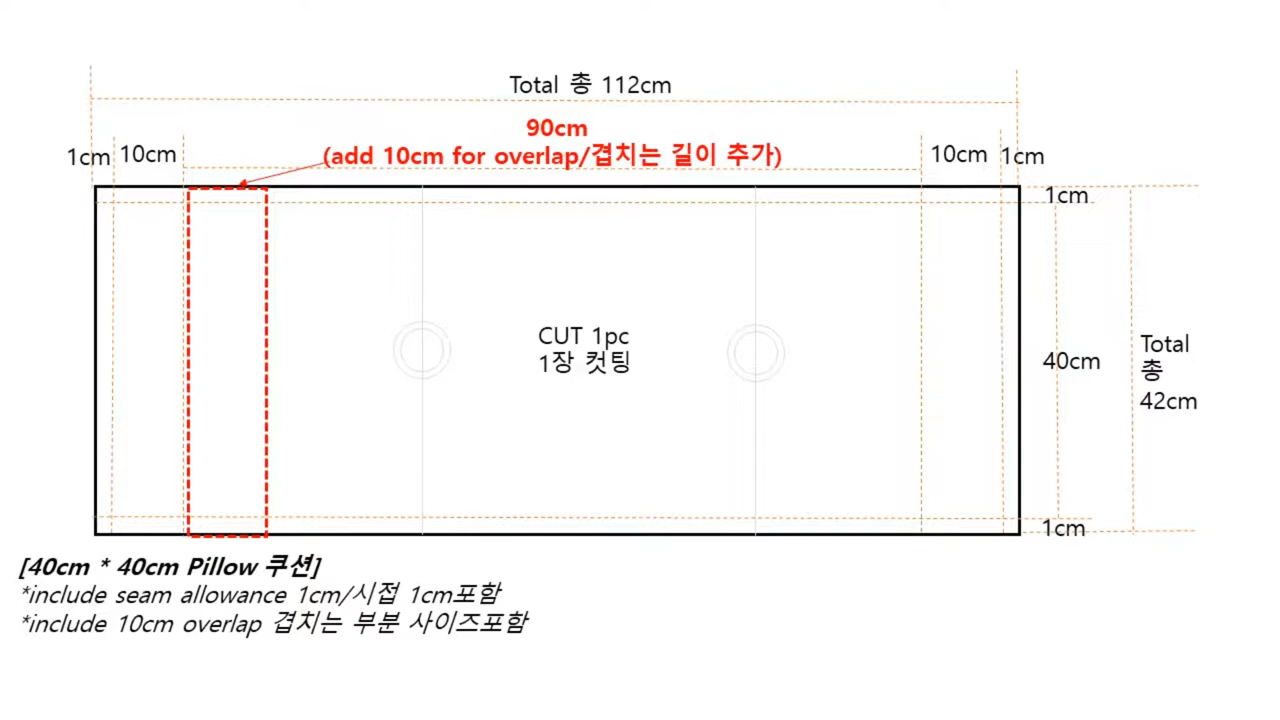 Total 총 112cm
90cm
(add 10cm for overlap/겹치는 길이 추가)
1cm 10cm
10cm 1cm
1cm
CUT 1pc
1장 컷팅
40cm
Total
총
42cm
1cm
[40cm * 40cm Pillow 쿠션]
*include seam allowance 1cm/시접 1cm포함
*include 10cm overlap 겹치는 부분 사이즈포함